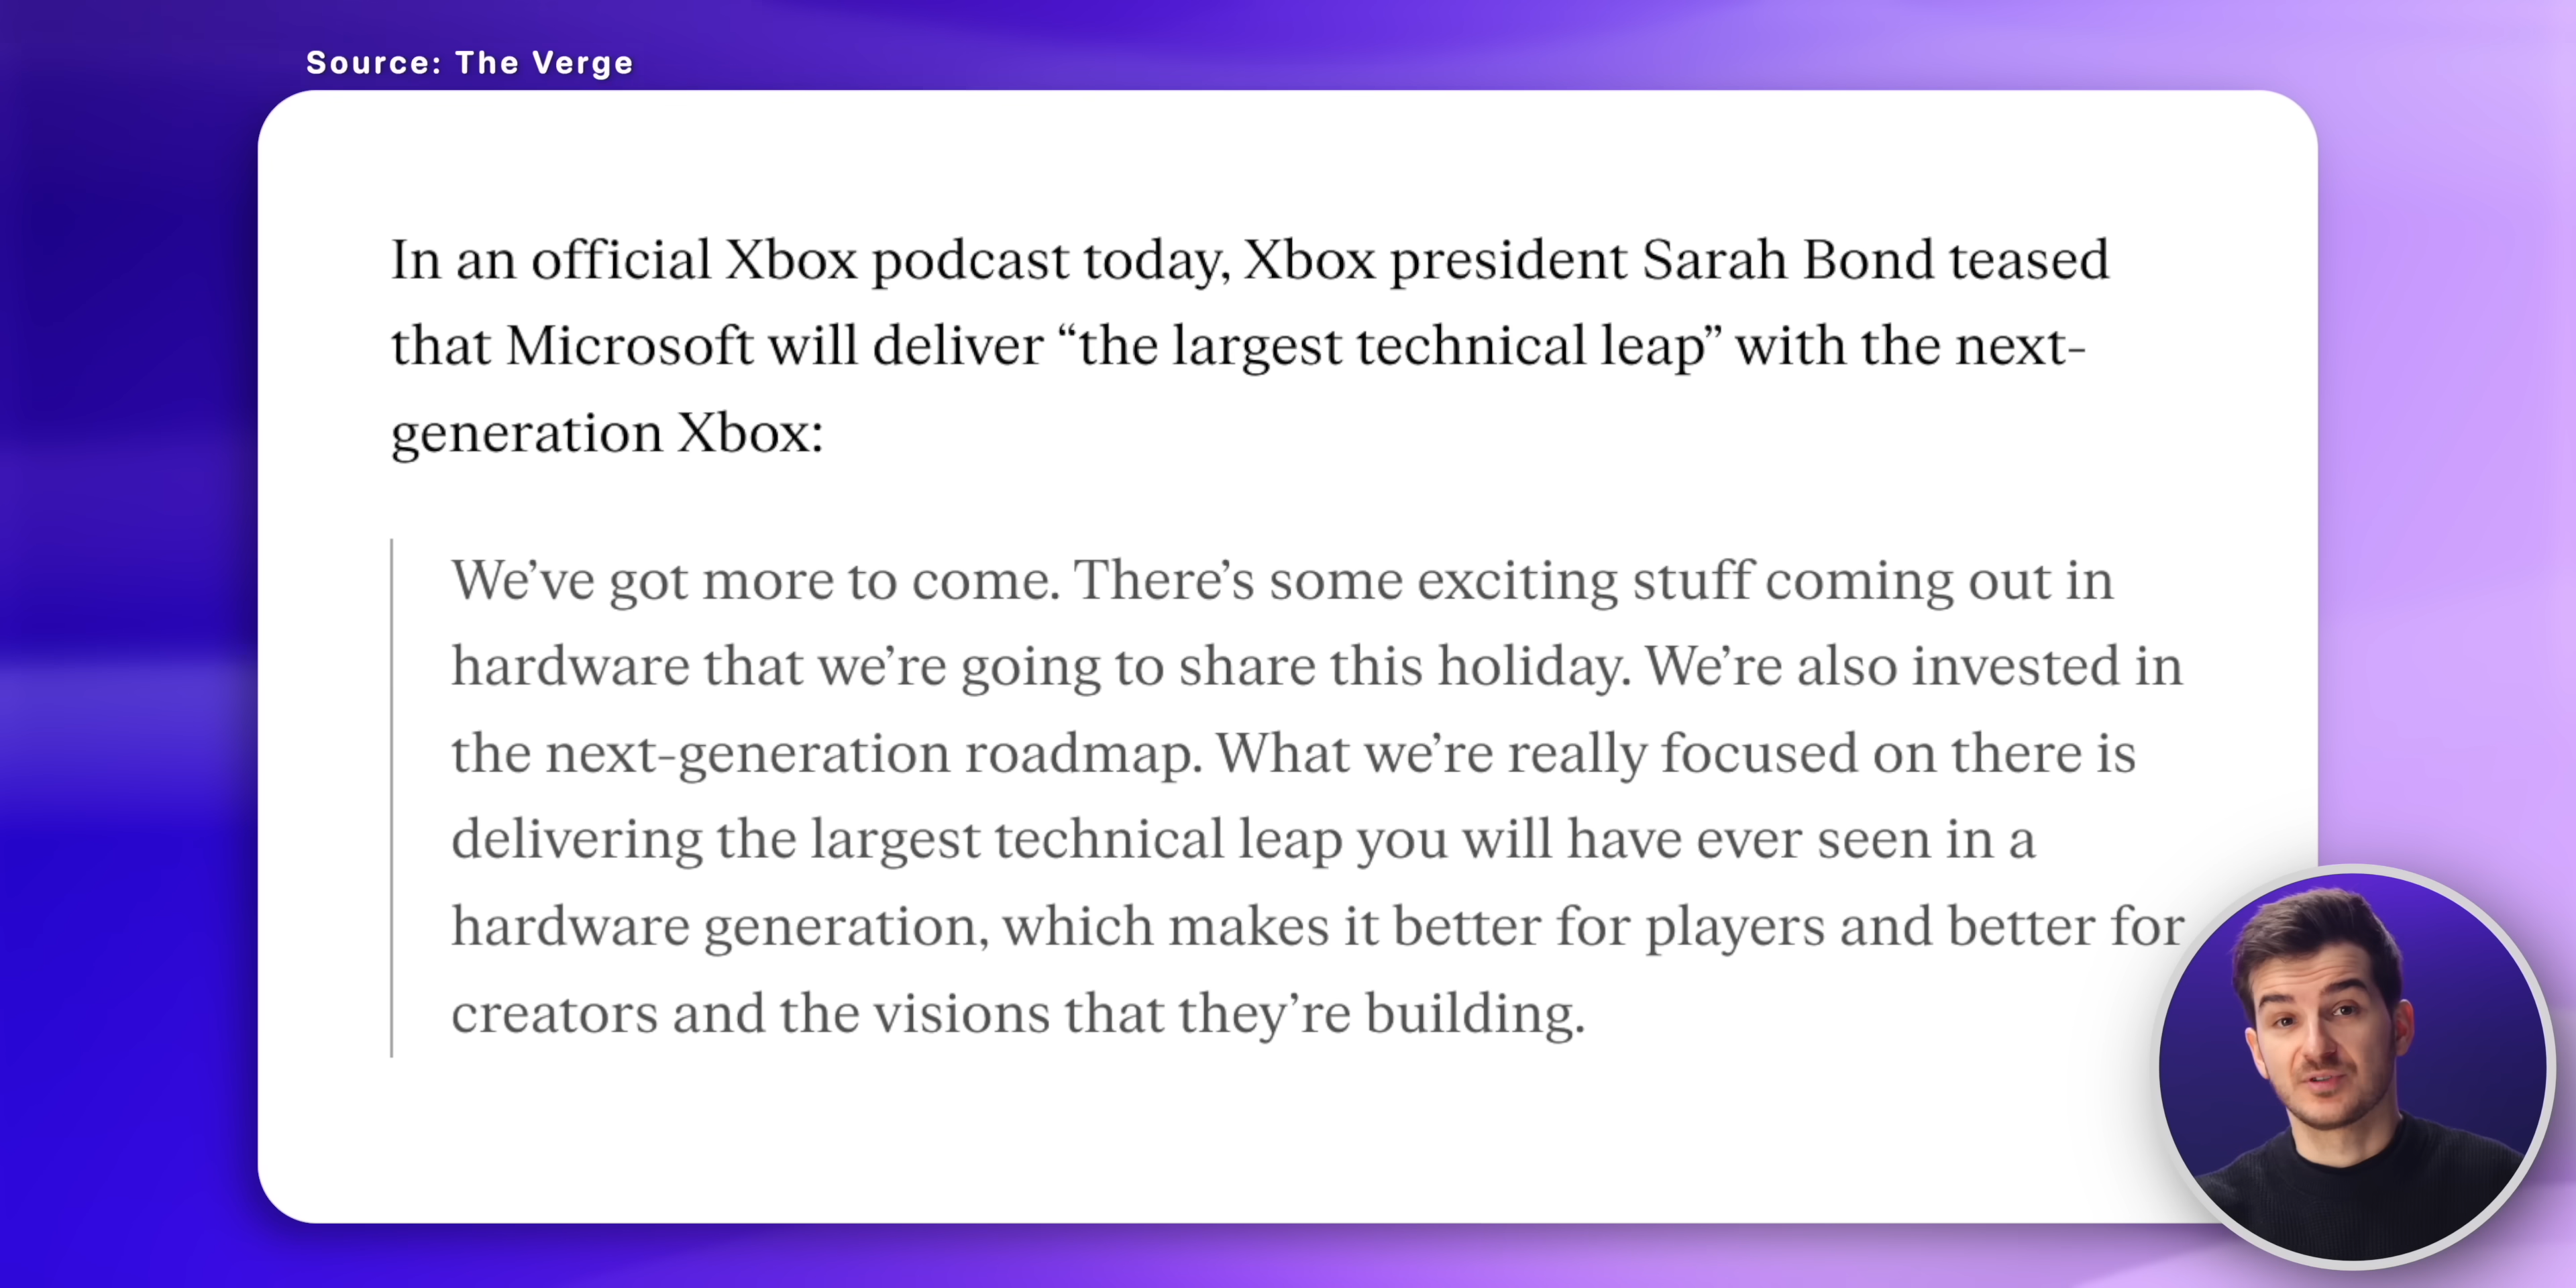 Source: The Verge
In an official Xbox podcast today, Xbox president Sarah Bond teased
that Microsoft will deliver “the largest technical leap” with the next-
generation Xbox:
We’ve got more to come. There’s some exciting stuff coming out in
hardware that we’re going to share this holiday. We’re also invested in
the next-generation roadmap. What we’re really focused on there is
delivering the largest technical leap you will have ever seen in a
hardware generation, which makes it better for players and better for
creators and the visions that they’re building.